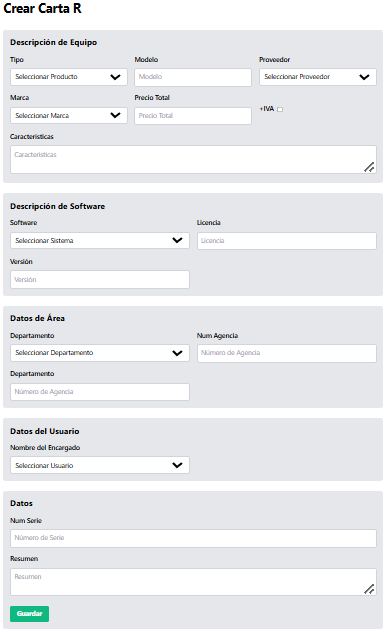 Crear Carta R
Descripción de Equipo
Tipo Modelo Proveedor
Seleccionar Producto Modelo Seleccionar Proveedor
Marca Precio Total
+IVA
Seleccionar Marca Precio Total
Características
Características
Descripción de Software
Software Licencia
Seleccionar Sistema Licencia
Versión
Versión
Datos de Área
Departamento Num Agencia
Seleccionar Departamento Número de Agencia
Departamento
Número de Agencia
Datos del Usuario
Nombre del Encargado
Seleccionar Usuario
Datos
Num Serie
Número de Serie
Resumen
Resumen
Guardar